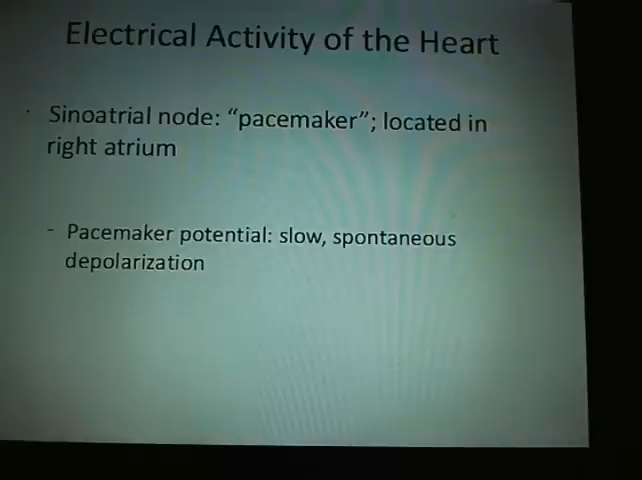 Electrical Activity of the Heart
· Sinoatrial node: “pacemaker”; located in
right atrium
- Pacemaker potential: slow, spontaneous
depolarization